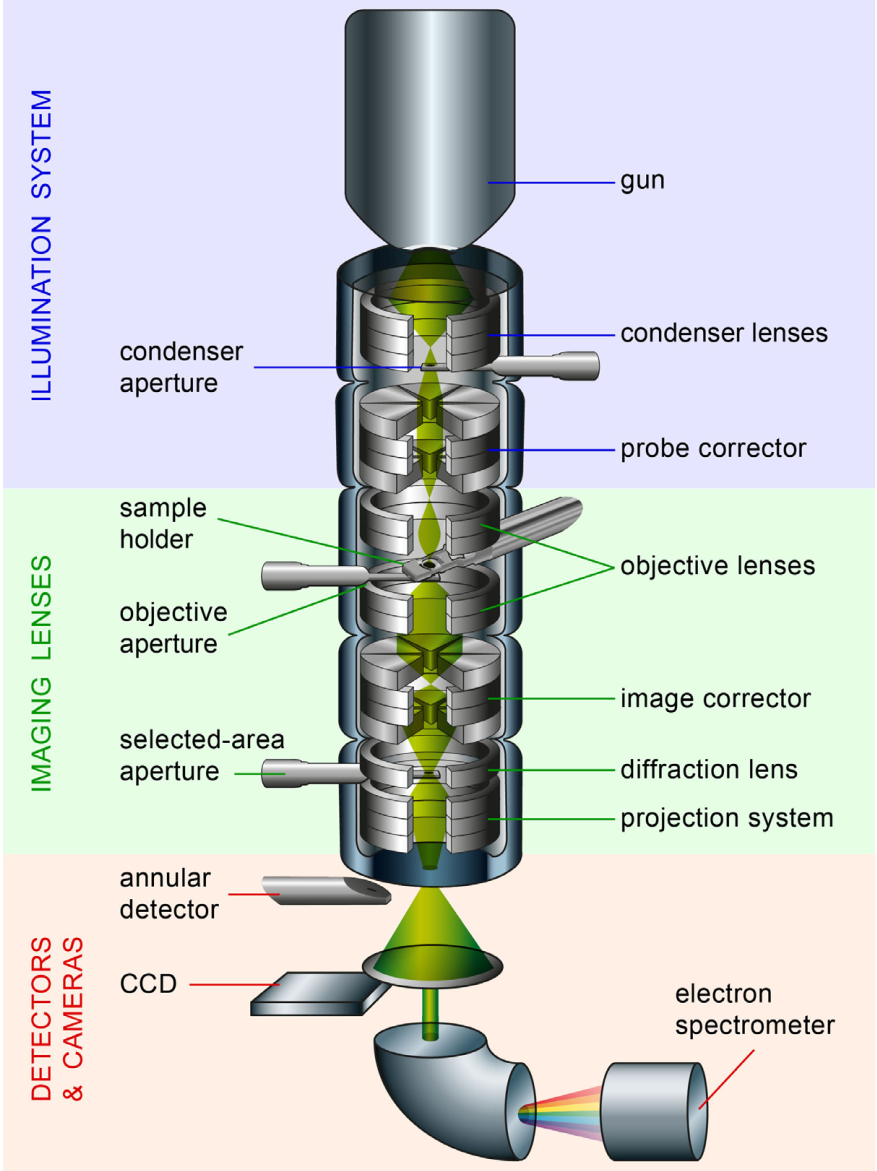 ILLUMINATION SYSTEM
gun
condenser lenses
condenser
aperture
probe corrector
IMAGING LENSES
sample
holder
objective lenses
objective
aperture
image corrector
selected-area
aperture
diffraction lens
projection system
DETECTORS
& CAMERAS
annular
detector
CCD
electron
spectrometer